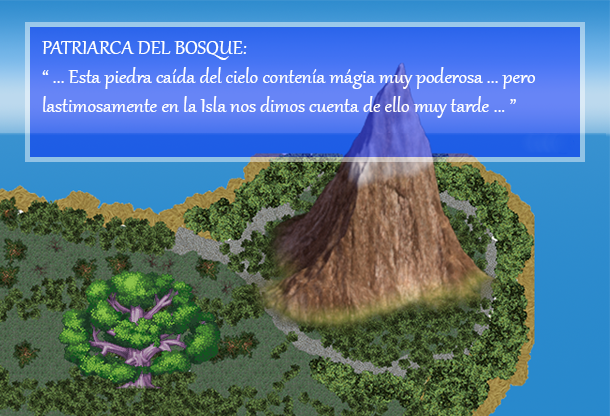 PATRIARCA DEL BOSQUE:
“ ... Esta piedra caída del cielo contenía mágia muy poderosa ... pero
lastimosamente en la Isla nos dimos cuenta de ello muy tarde ... ”